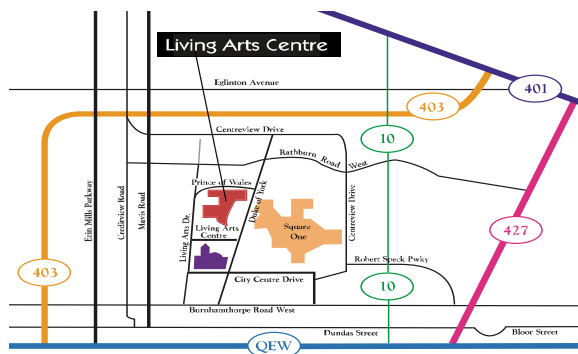 Living Arts Centre
Eglinton Avenue
401
403
Centreview Drive
10
Rathburn Road West
Prince of Wales
Erin Mills Parkway
Credirview Road
Mavis Road
Living Arts Dr.
Duke of York
Living Arts
Centre
Square
One
Centreview Drive
427
Robert Speck Pwky
403
City Centre Drive
10
Burnhamthorpe Road West
Dundas Street
Bloor Street
QEW